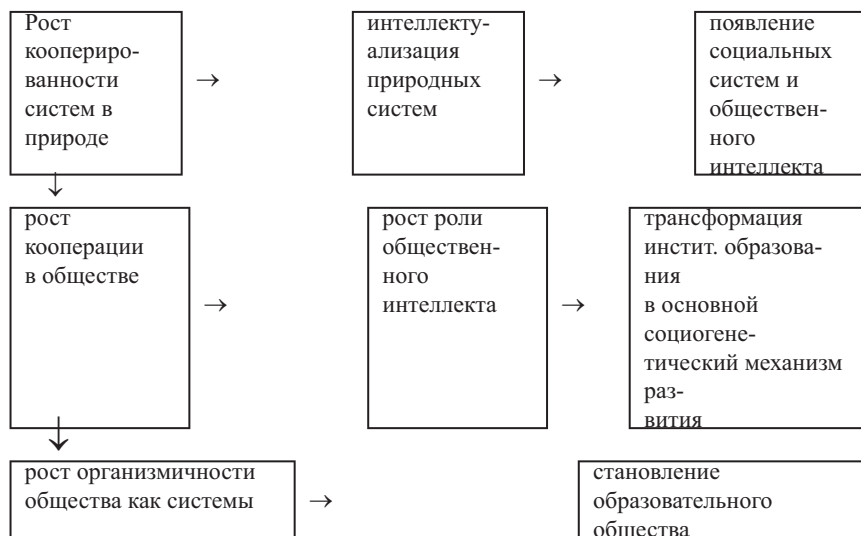 Рост
коопериро-
ванности
систем в
природе
→
интеллекту-
ализация
природных
систем
→
появление
социальных
систем и
обществен-
ного
интеллекта
↓
рост
кооперации
в обществе
→
рост роли
обществен-
ного
интеллекта
→
трансформация
инстит. образова-
ния
в основной
социогене-
тический механизм
раз-
вития
↓
рост организмичности
общества как системы
→
становление
образовательного
общества